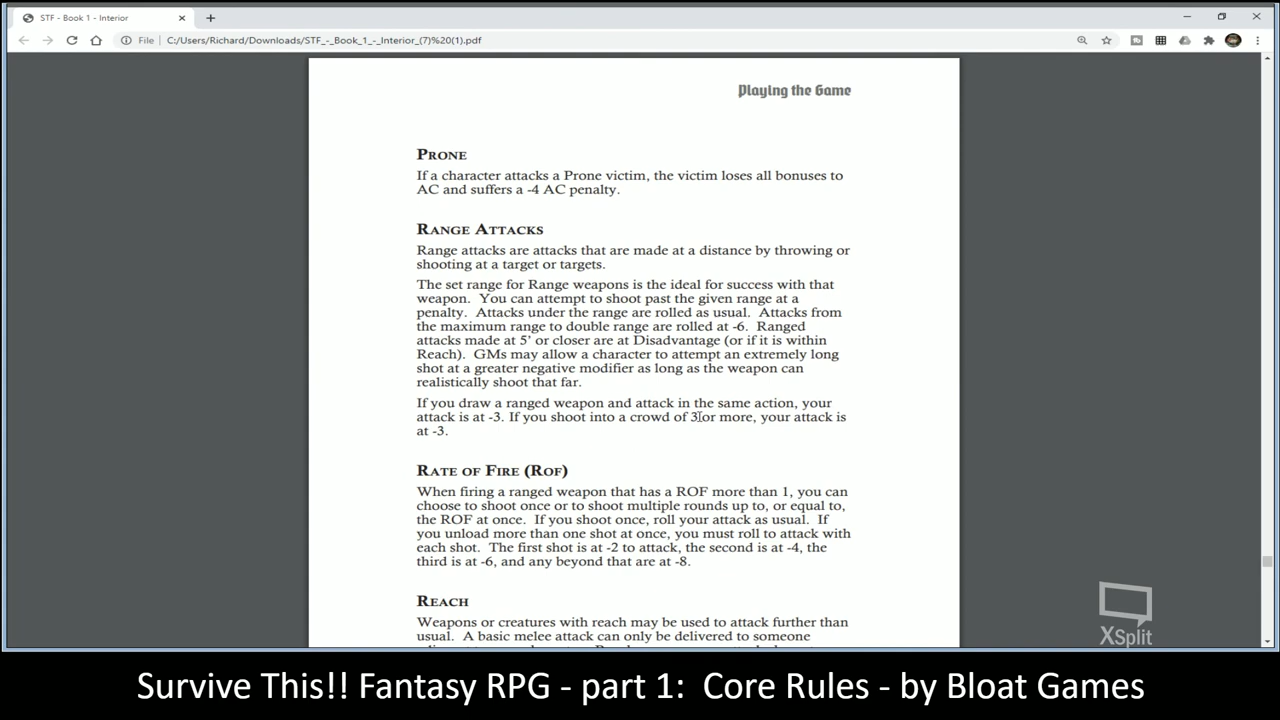 STF - Book 1 - Interior
File
C:/Users/Richard/Downloads/STF_-_Book_1_-_Interior_(7)%20(1).pdf
Playing the Game
PRONE
If a character attacks a Prone victim, the victim loses all bonuses to
AC and suffers a -4 AC penalty.
RANGE ATTACKS
Range attacks are attacks that are made at a distance by throwing or
shooting at a target or targets.
The set range for Range weapons is the ideal for success with that
weapon. You can attempt to shoot past the given range at a
penalty. Attacks under the range are rolled as usual. Attacks from
the maximum range to double range are rolled at -6. Ranged
attacks made at 5' or closer are at Disadvantage (or if it is within
Reach). GMs may allow a character to attempt an extremely long
shot at a greater negative modifier as long as the weapon can
realistically shoot that far.
If you draw a ranged weapon and attack in the same action, your
attack is at -3. If you shoot into a crowd of 3 or more, your attack is
at -3.
RATE OF FIRE (ROF)
When firing a ranged weapon that has a ROF more than 1, you can
choose to shoot once or to shoot multiple rounds up to, or equal to,
the ROF at once. If you shoot once, roll your attack as usual. If
you unload more than one shot at once, you must roll to attack with
each shot. The first shot is at -2 to attack, the second is at -4, the
third is at -6, and any beyond that are at -8.
REACH
Weapons or creatures with reach may be used to attack further than
usual. A basic melee attack can only be delivered to someone
XSplit
Survive This!! Fantasy RPG - part 1: Core Rules - by Bloat Games